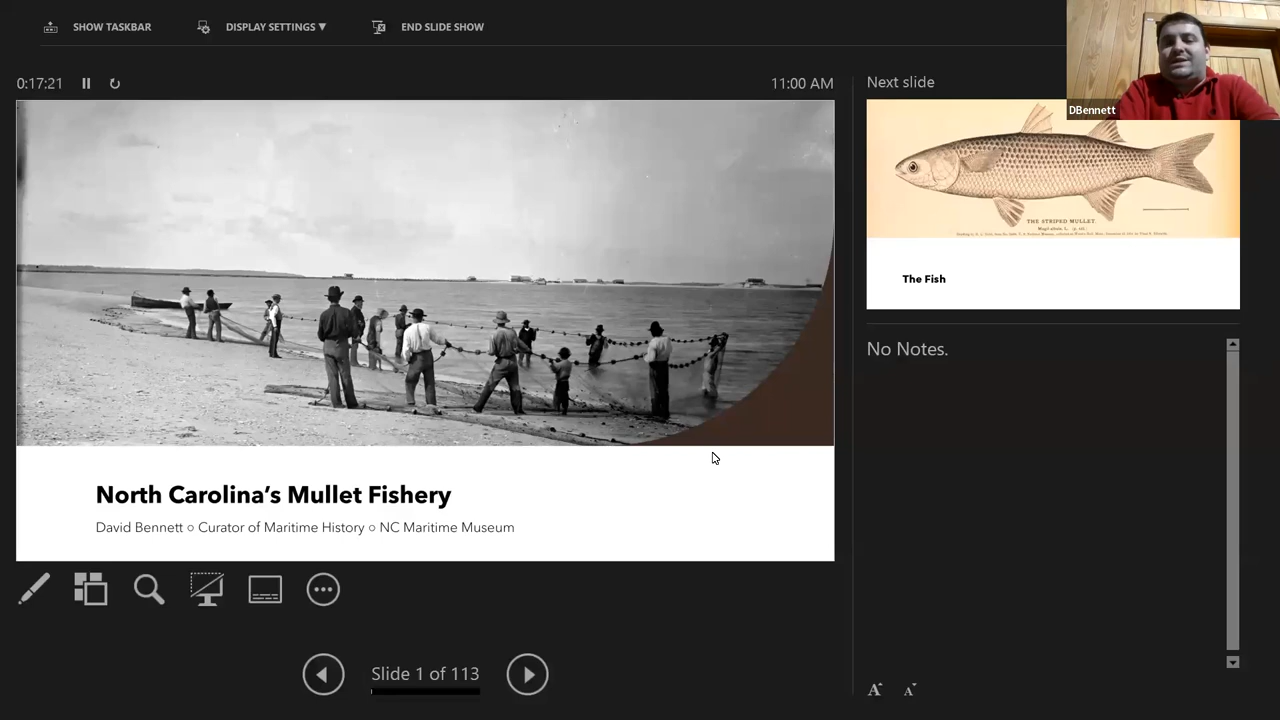 SHOW TASKBAR
DISPLAY SETTINGS ▼
END SLIDE SHOW
0:17:21
11:00 AM
Next slide
DBennett
THE STRIPED MULLET.
The Fish
No Notes.
North Carolina's Mullet Fishery
David Bennett ○ Curator of Maritime History ○ NC Maritime Museum
Slide 1 of 113
A A